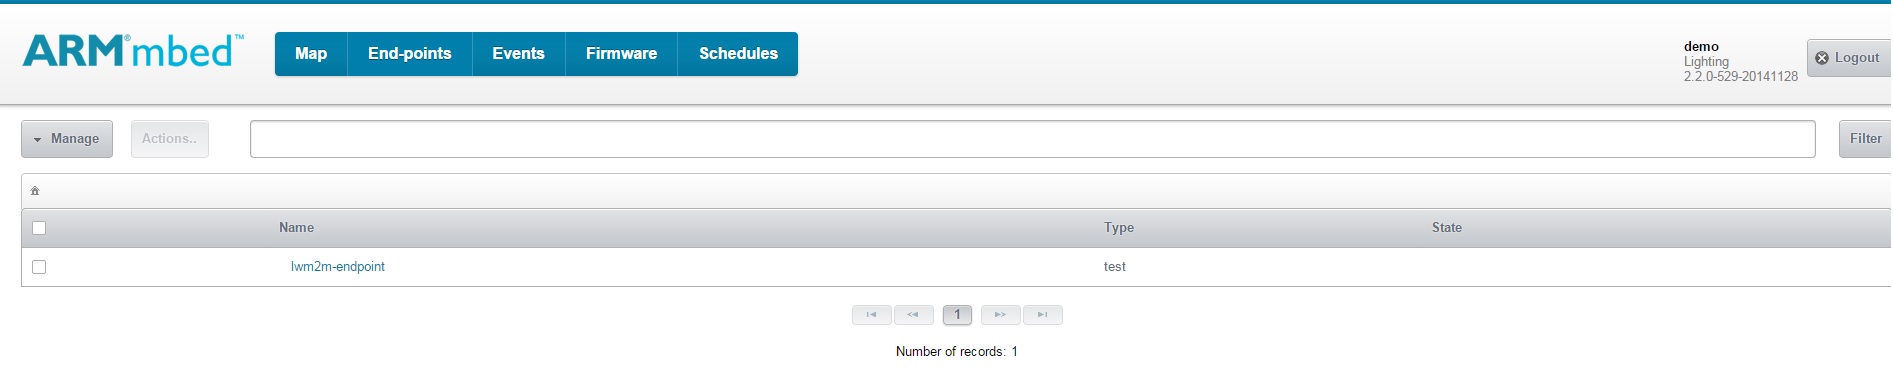 ARM®mbed™
Map End-points Events Firmware Schedules
demo
Lighting
2.2.0-529-20141128
Logout
Manage Actions.. Filter
Name Type State
lwm2m-endpoint test
1
Number of records: 1